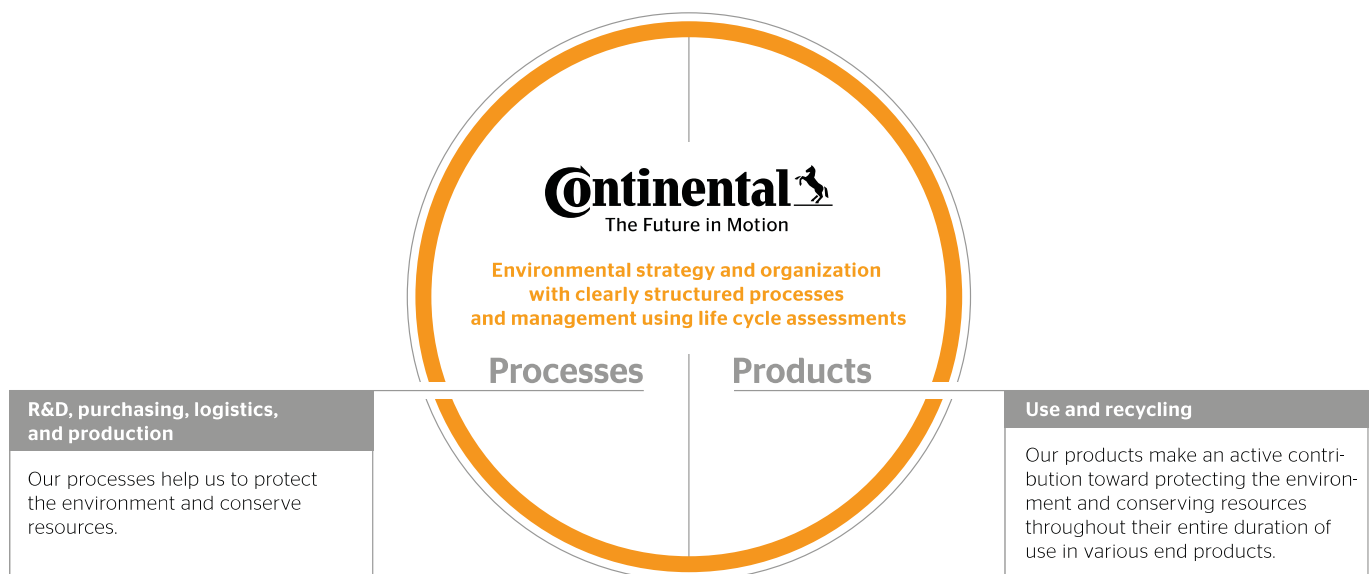 Continental
The Future in Motion
Environmental strategy and organization
with clearly structured processes
and management using life cycle assessments
Processes
Products
R&D, purchasing, logistics,
and production
Our processes help us to protect
the environment and conserve
resources.
Use and recycling
Our products make an active contri-
bution toward protecting the environ-
ment and conserving resources
throughout their entire duration of
use in various end products.